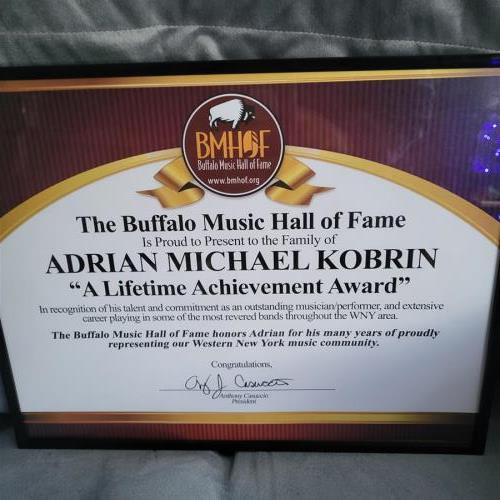 BMHOF
Buffalo Music Hall of Fame
www.bmhof.org
The Buffalo Music Hall of Fame
Is Proud to Present to the Family of
ADRIAN MICHAEL KOBRIN
“A Lifetime Achievement Award”
In recognition of his talent and commitment as an outstanding musician/performer, and extensive
career playing in some of the most revered bands throughout the WNY area.
The Buffalo Music Hall of Fame honors Adrian for his many years of proudly
representing our Western New York music community.
Congratulations,
Anthony Casuccio
President